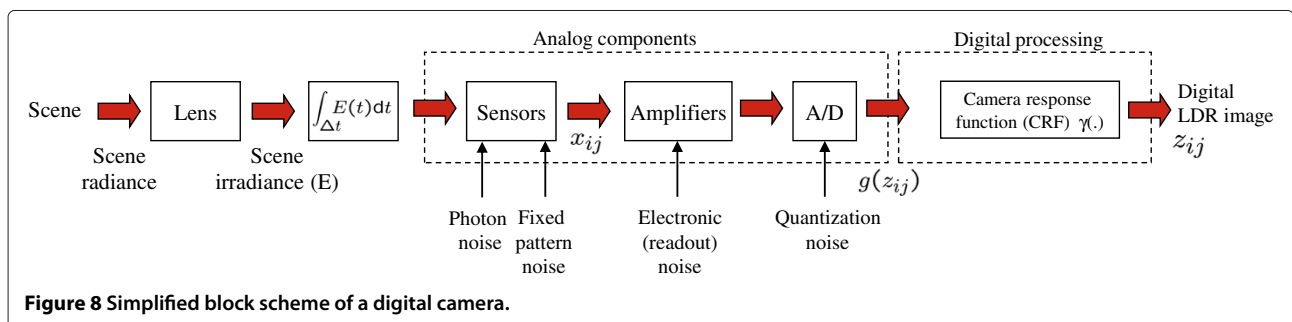 Analog components
Digital processing
Scene
Lens
∫_Δt E(t)dt
Sensors
x_ij
Amplifiers
A/D
g(z_ij)
Camera response
function (CRF) γ(.)
Digital
LDR image
z_ij
Scene
radiance
Scene
irradiance (E)
Photon
noise
Fixed
pattern
noise
Electronic
(readout)
noise
Quantization
noise
Figure 8 Simplified block scheme of a digital camera.